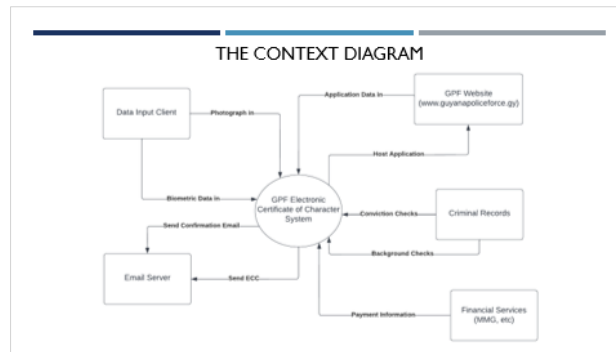 THE CONTEXT DIAGRAM
Data Input Client
Photograph in
Application Data In
GPF Website
(www.guyanapoliceforce.gy)
Host Application
Biometric Data in
GPF Electronic
Certificate of Character
System
Conviction Checks
Criminal Records
Send Confirmation Email
Background Checks
Email Server
Send ECC
Payment Information
Financial Services
(MMG, etc)